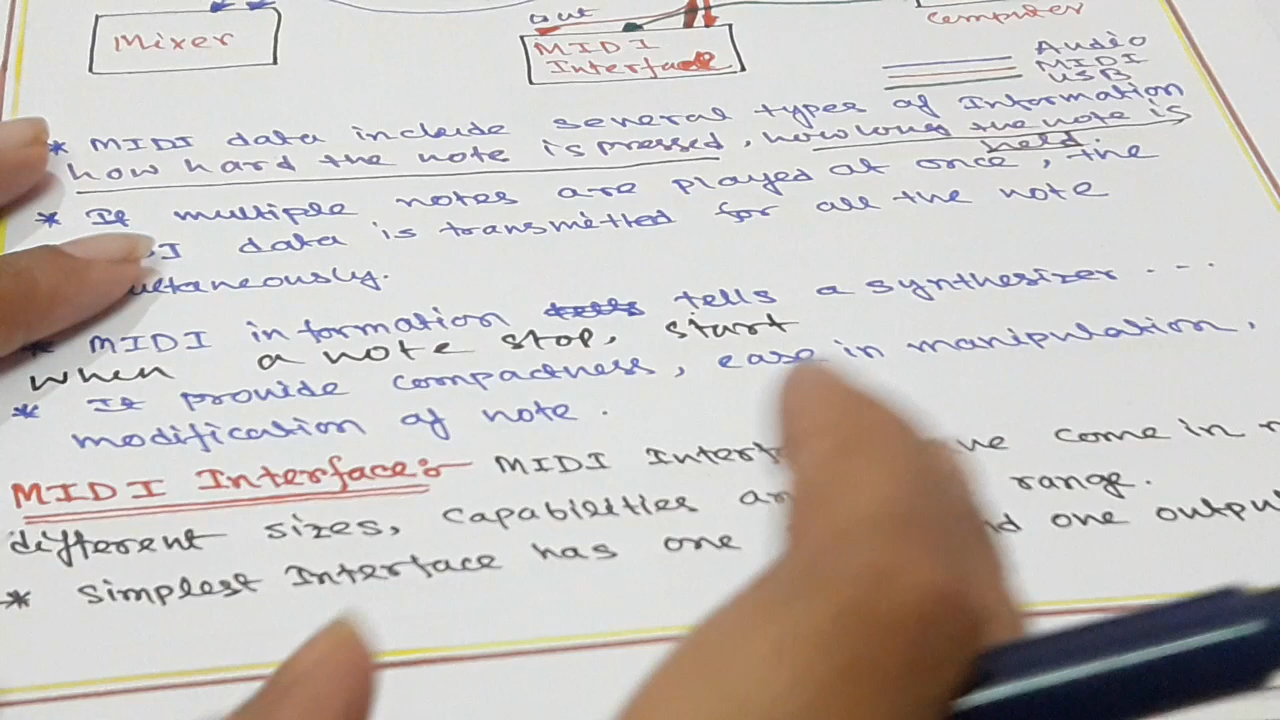 out
Computer
Mixer
MIDI
Interface
Audio
MIDI
USB
* MIDI data include several types of Information
how hard the note is pressed, how long the note is
held.
* If multiple notes are played at once, the
data is transmitted for all the note
* MIDI information tells a synthesizer ...
when a note stop, start
* It provide compactness, ease in manipulation,
modification of note.
MIDI Interface:- MIDI come in
different sizes, capabilities range.
* Simplest Interface has one one